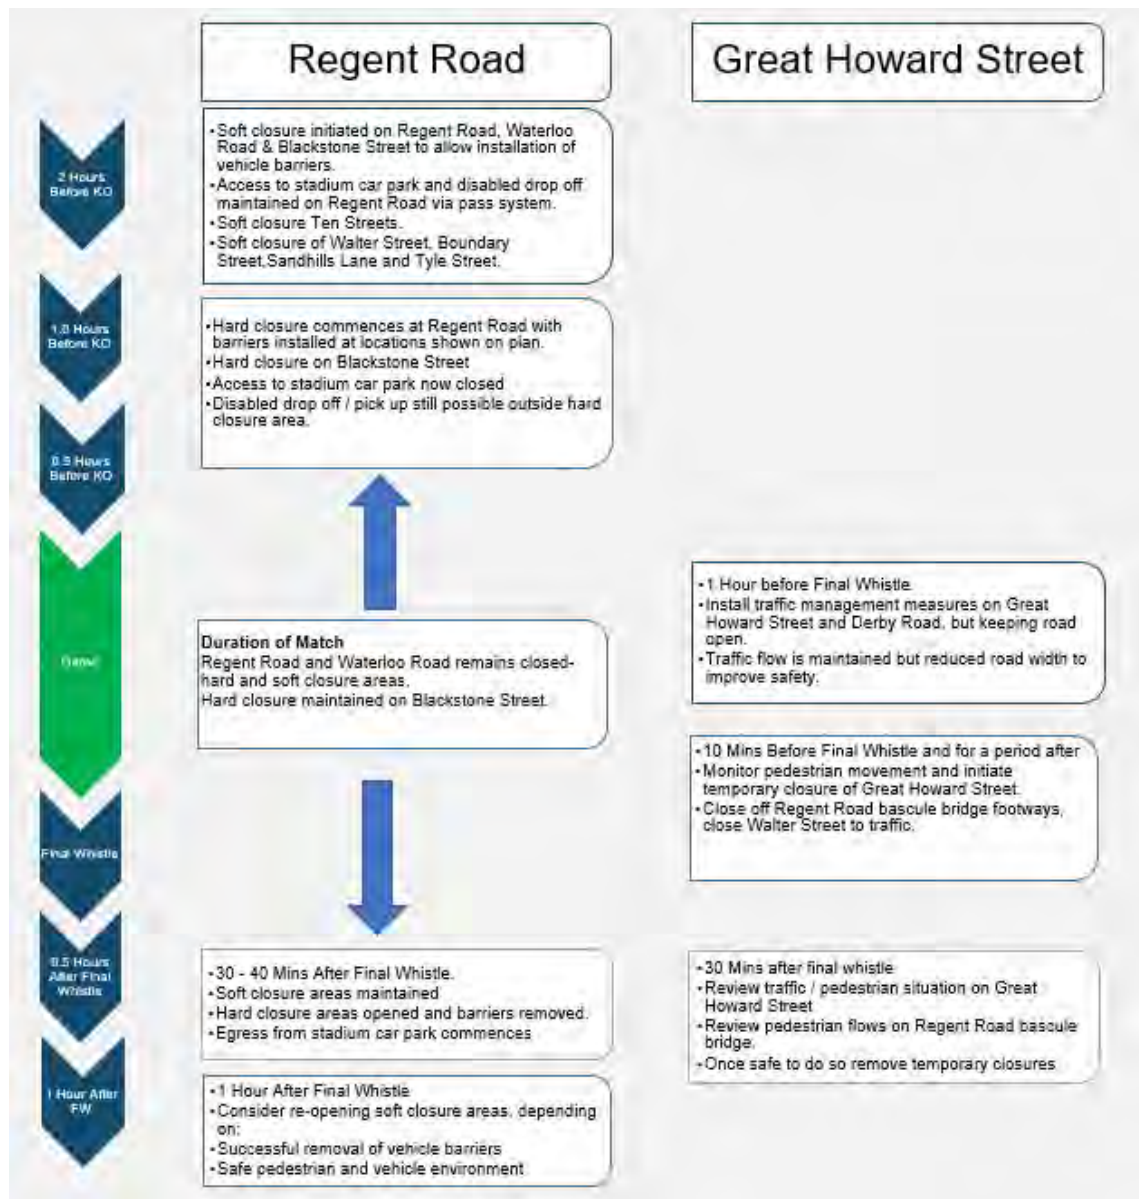 Regent Road
Great Howard Street
2 Hours
Before KO
•Soft closure initiated on Regent Road, Waterloo
Road & Blackstone Street to allow installation of
vehicle barriers.
•Access to stadium car park and disabled drop off
maintained on Regent Road via pass system.
•Soft closure Ten Streets.
•Soft closure of Walter Street, Boundary
Street,Sandhills Lane and Tyle Street.
Hours
Before KO
•Hard closure commences at Regent Road with
barriers installed at locations shown on plan.
•Hard closure on Blackstone Street
•Access to stadium car park now closed
•Disabled drop off / pick up still possible outside hard
closure area.
0.5 Hours
Before KO
Duration of Match
Regent Road and Waterloo Road remains closed-
hard and soft closure areas.
Hard closure maintained on Blackstone Street.
•1 Hour before Final Whistle
•Install traffic management measures on Great
Howard Street and Derby Road, but keeping road
open.
•Traffic flow is maintained but reduced road width to
improve safety.
•10 Mins Before Final Whistle and for a period after
•Monitor pedestrian movement and initiate
temporary closure of Great Howard Street.
•Close off Regent Road bascule bridge footways,
close Walter Street to traffic.
Final Whistle
0.5 Hours
After Final
Whistle
•30 - 40 Mins After Final Whistle.
•Soft closure areas maintained
•Hard closure areas opened and barriers removed.
•Egress from stadium car park commences
•30 Mins after final whistle
•Review traffic / pedestrian situation on Great
Howard Street
•Review pedestrian flows on Regent Road bascule
bridge.
•Once safe to do so remove temporary closures
1 Hour After
FW
•1 Hour After Final Whistle
•Consider re-opening soft closure areas, depending
on:
•Successful removal of vehicle barriers
•Safe pedestrian and vehicle environment